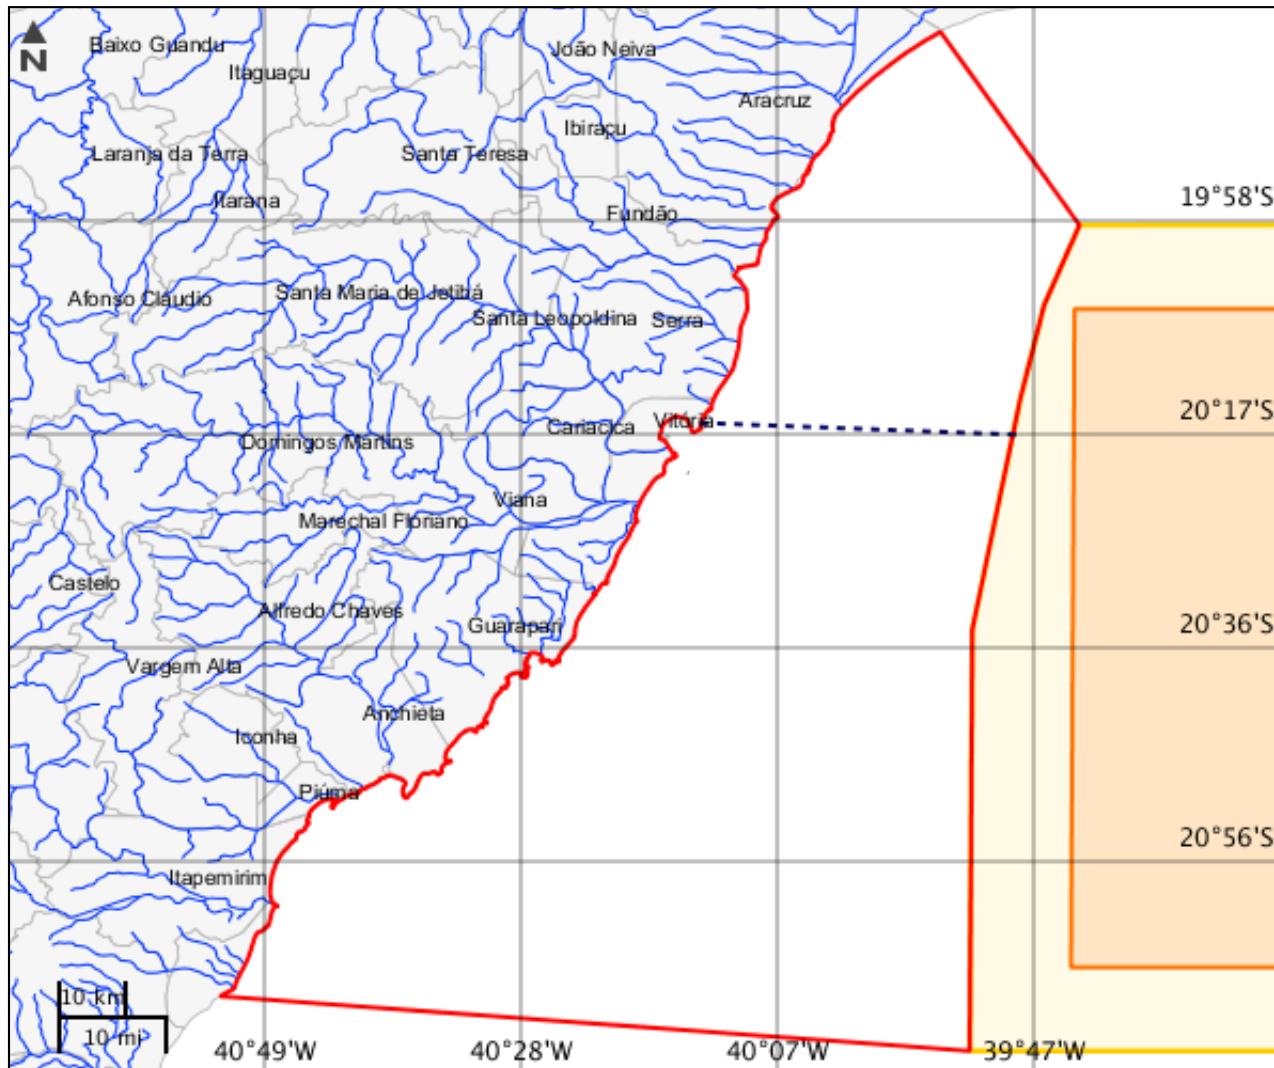 N
Baixo Guandu
João Neiva
Itaguaçu
Aracruz
Ibiraçu
Laranja da Terra
Santa Teresa
Itarana
19°58'S
Fundão
Afonso Cláudio
Santa Maria de Jetibá
Santa Leopoldina
Serra
20°17'S
Vitória
Cariacica
Domingos Martins
Viana
Marechal Floriano
Castelo
Alfredo Chaves
Guarapari
20°36'S
Vargem Alta
Anchieta
Iconha
Piúma
20°56'S
Itapemirim
10 km
10 mi
40°49'W
40°28'W
40°07'W
39°47'W